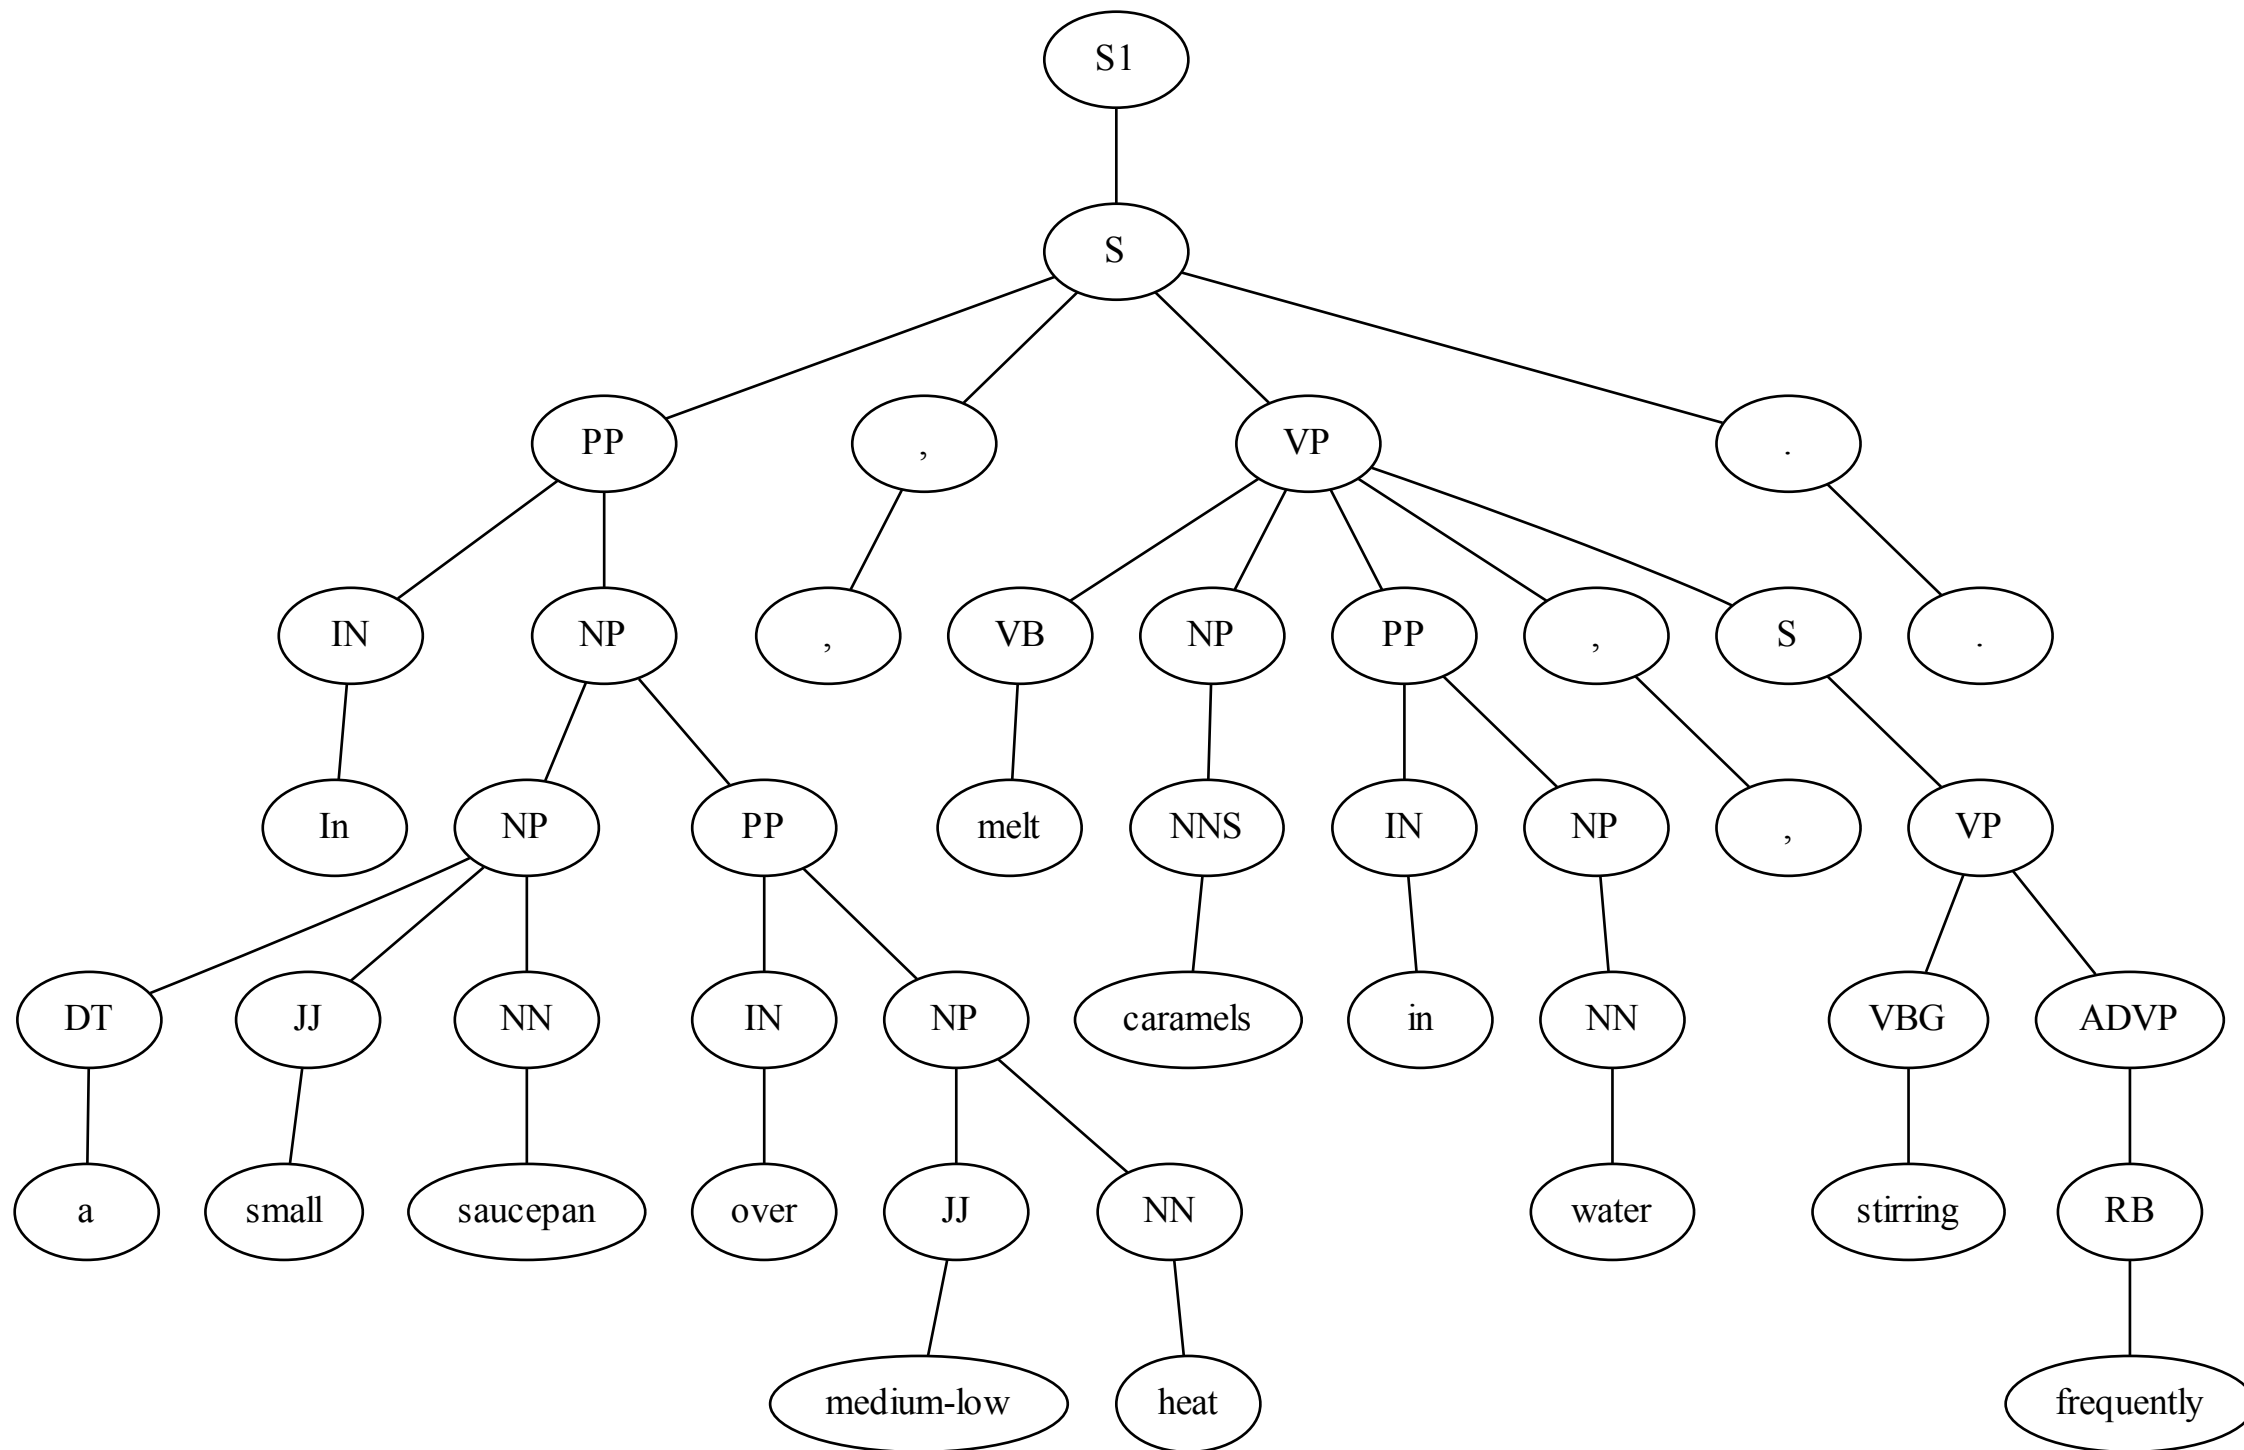 S1
S
PP , VP .
IN NP , VB NP PP , S .
In NP PP melt NNS IN NP , VP
DT JJ NN IN NP caramels in NN VBG ADVP
a small saucepan over JJ NN water stirring RB
medium-low heat frequently